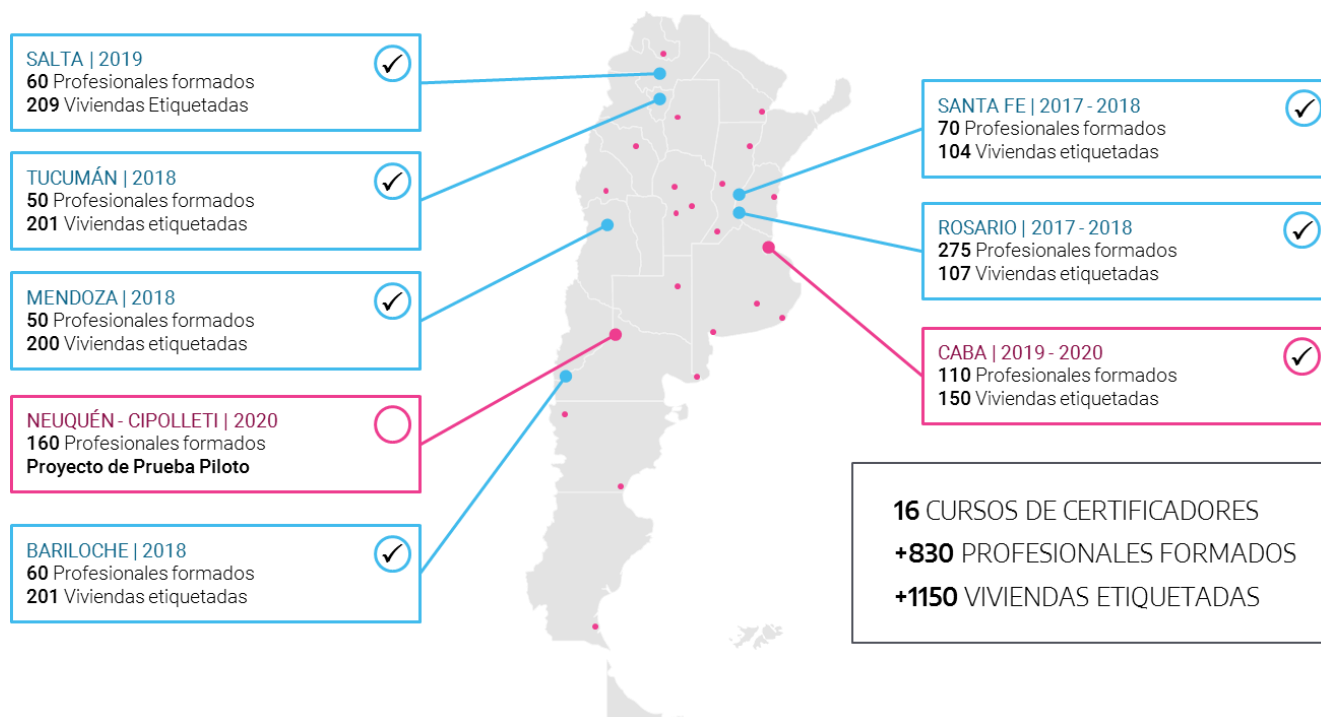 SALTA | 2019
60 Profesionales formados
209 Viviendas Etiquetadas
TUCUMÁN | 2018
50 Profesionales formados
201 Viviendas etiquetadas
MENDOZA | 2018
50 Profesionales formados
200 Viviendas etiquetadas
NEUQUÉN - CIPOLLETI | 2020
160 Profesionales formados
Proyecto de Prueba Piloto
BARILOCHE | 2018
60 Profesionales formados
201 Viviendas etiquetadas
SANTA FE | 2017 - 2018
70 Profesionales formados
104 Viviendas etiquetadas
ROSARIO | 2017 - 2018
275 Profesionales formados
107 Viviendas etiquetadas
CABA | 2019 - 2020
110 Profesionales formados
150 Viviendas etiquetadas
16 CURSOS DE CERTIFICADORES
+830 PROFESIONALES FORMADOS
+1150 VIVIENDAS ETIQUETADAS